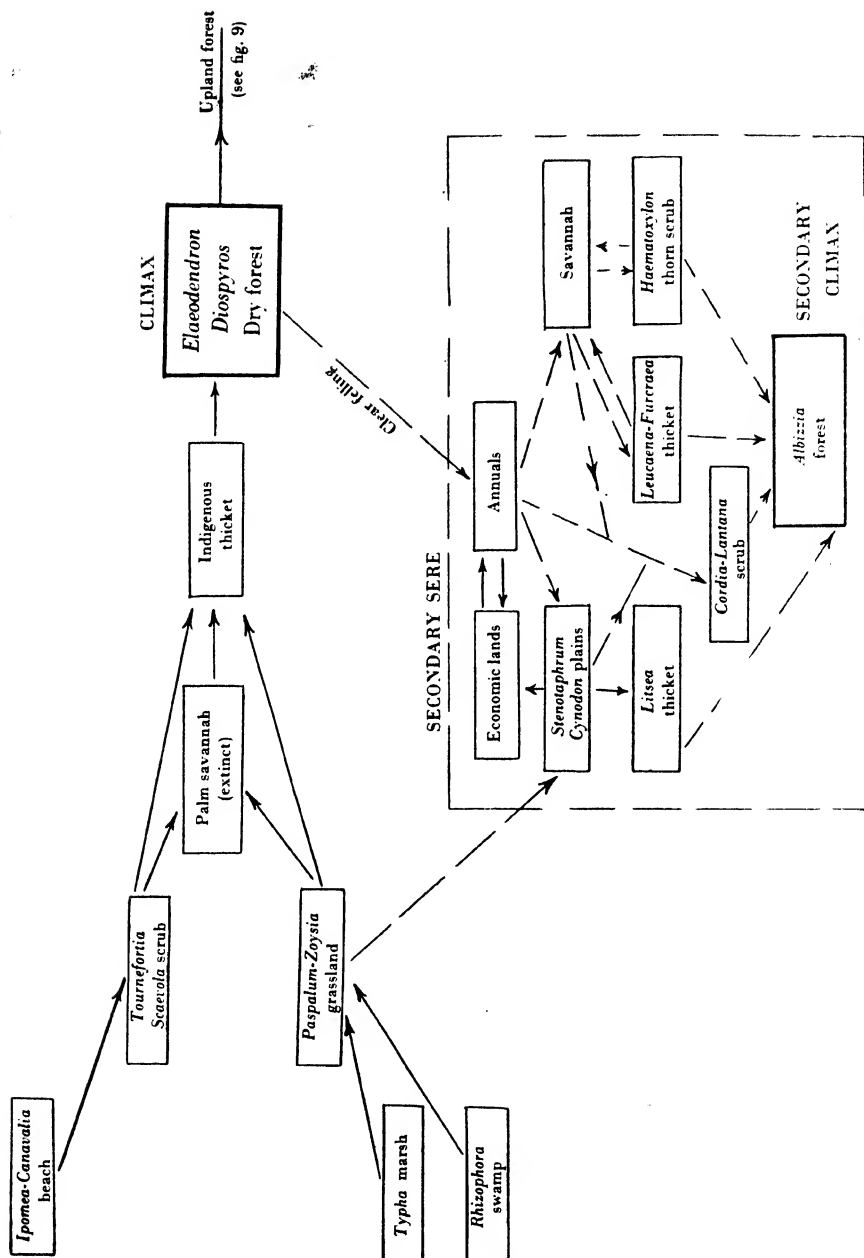 Ipomea-Canavalia
beach
Tournefortia
Scaevola scrub
Typha marsh
Rhizophora
swamp
Paspalum-Zoysia
grassland
Palm savannah
(extinct)
Indigenous
thicket
CLIMAX
Elaeodendron
Diospyros
Dry forest
Upland forest
(see fig. 9)
Clear felling
SECONDARY SERE
Economic lands
Annuals
Stenotaphrum
Cynodon plains
Savannah
Litsea
thicket
Leucaena-Furcraea
thicket
Haematoxylon
thorn scrub
Cordia-Lantana
scrub
Albizzia
forest
SECONDARY
CLIMAX